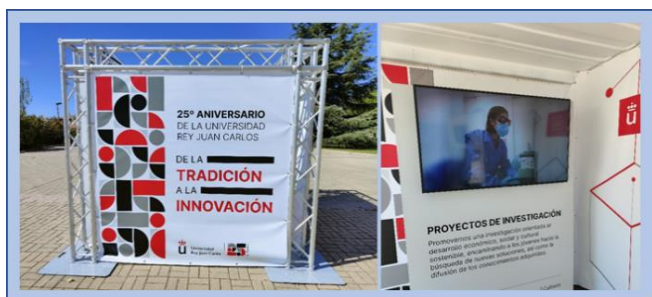 25º ANIVERSARIO
DE LA UNIVERSIDAD
REY JUAN CARLOS
DE LA
TRADICIÓN
A LA
INNOVACIÓN
Universidad
Rey Juan Carlos
25
ü
PROYECTOS DE INVESTIGACIÓN
Promovemos una investigación orientada al
desarrollo económico, social y cultural
sostenible, encaminando a los jóvenes hacia la
búsqueda de nuevas soluciones, así como la
difusión de los conocimientos adquiridos.